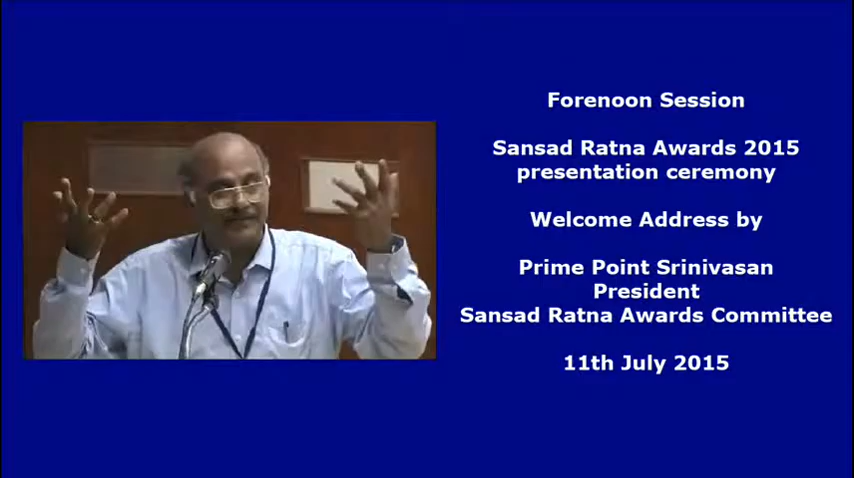 Forenoon Session
Sansad Ratna Awards 2015
presentation ceremony
Welcome Address by
Prime Point Srinivasan
President
Sansad Ratna Awards Committee
11th July 2015